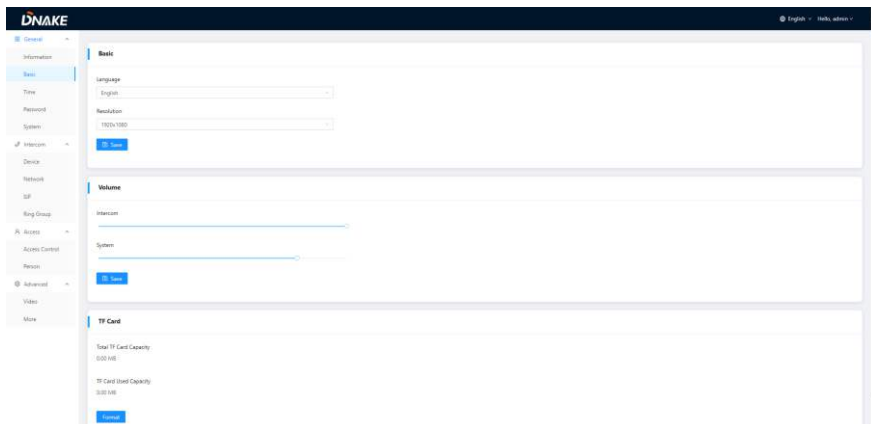 DNAKE
English
Hello, admin
General
Information
Basic
Time
Password
System
Intercom
Device
Network
SIP
Ring Group
Access
Access Control
Person
Advanced
Video
More
Basic
Language
English
Resolution
1920x1080
Save
Volume
Intercom
System
Save
TF Card
Total TF Card Capacity
0.00 MB
TF Card Used Capacity
0.00 MB
Format